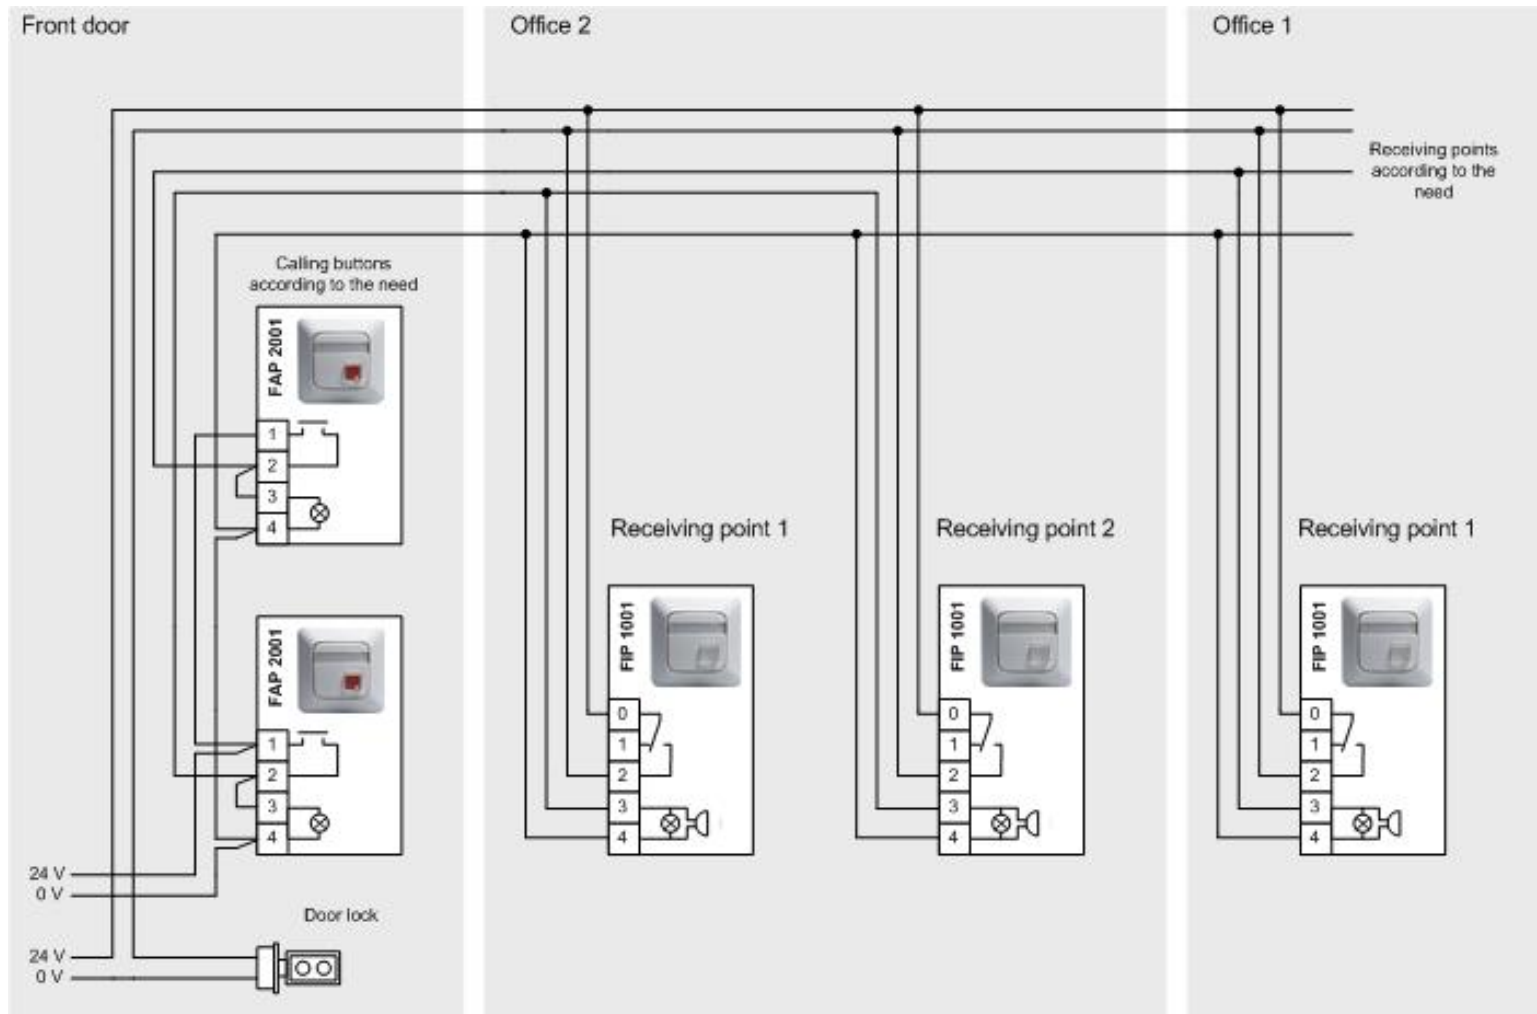 Front door
Office 2
Office 1
Receiving points
according to the
need
Calling buttons
according to the need
FAP 2001
1
2
3
4
Receiving point 1
Receiving point 2
Receiving point 1
FAP 2001
1
2
3
4
FIP 1001
0
1
2
3
4
FIP 1001
0
1
2
3
4
FIP 1001
0
1
2
3
4
24 V
0 V
Door lock
24 V
0 V